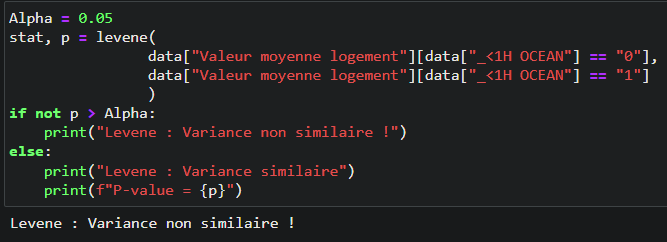 Alpha = 0.05
stat, p = levene(
data["Valeur moyenne logement"][data["_<1H OCEAN"] == "0"],
data["Valeur moyenne logement"][data["_<1H OCEAN"] == "1"]
)
if not p > Alpha:
print("Levene : Variance non similaire !")
else:
print("Levene : Variance similaire")
print(f"P-value = {p}")
Levene : Variance non similaire !